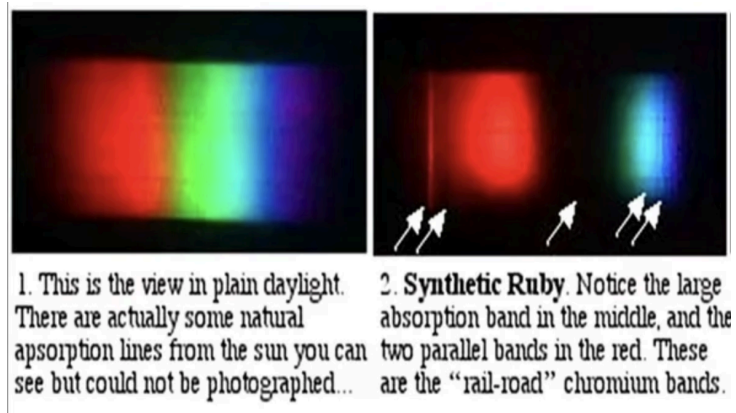 1. This is the view in plain daylight.
There are actually some natural
apsorption lines from the sun you can
see but could not be photographed...
2. Synthetic Ruby. Notice the large
absorption band in the middle, and the
two parallel bands in the red. These
are the “rail-road” chromium bands.